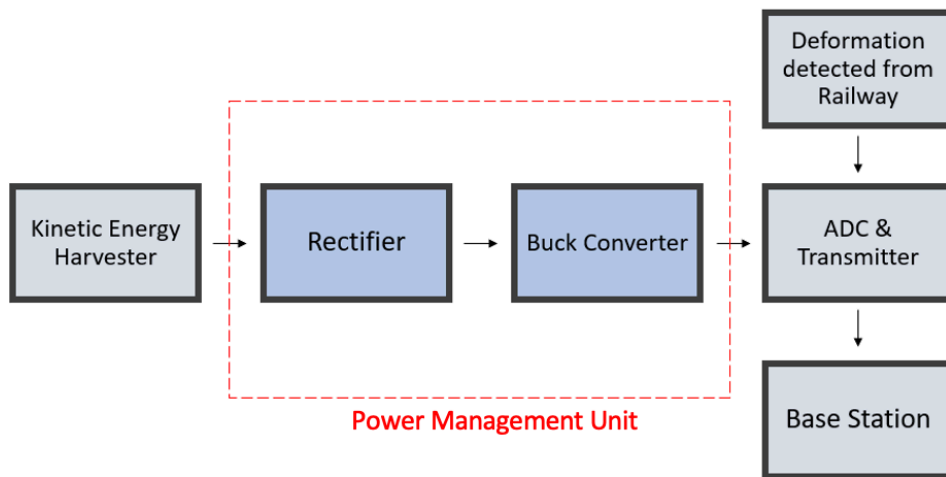 Deformation
detected from
Railway
Kinetic Energy
Harvester
Rectifier
Buck Converter
ADC &
Transmitter
Power Management Unit
Base Station